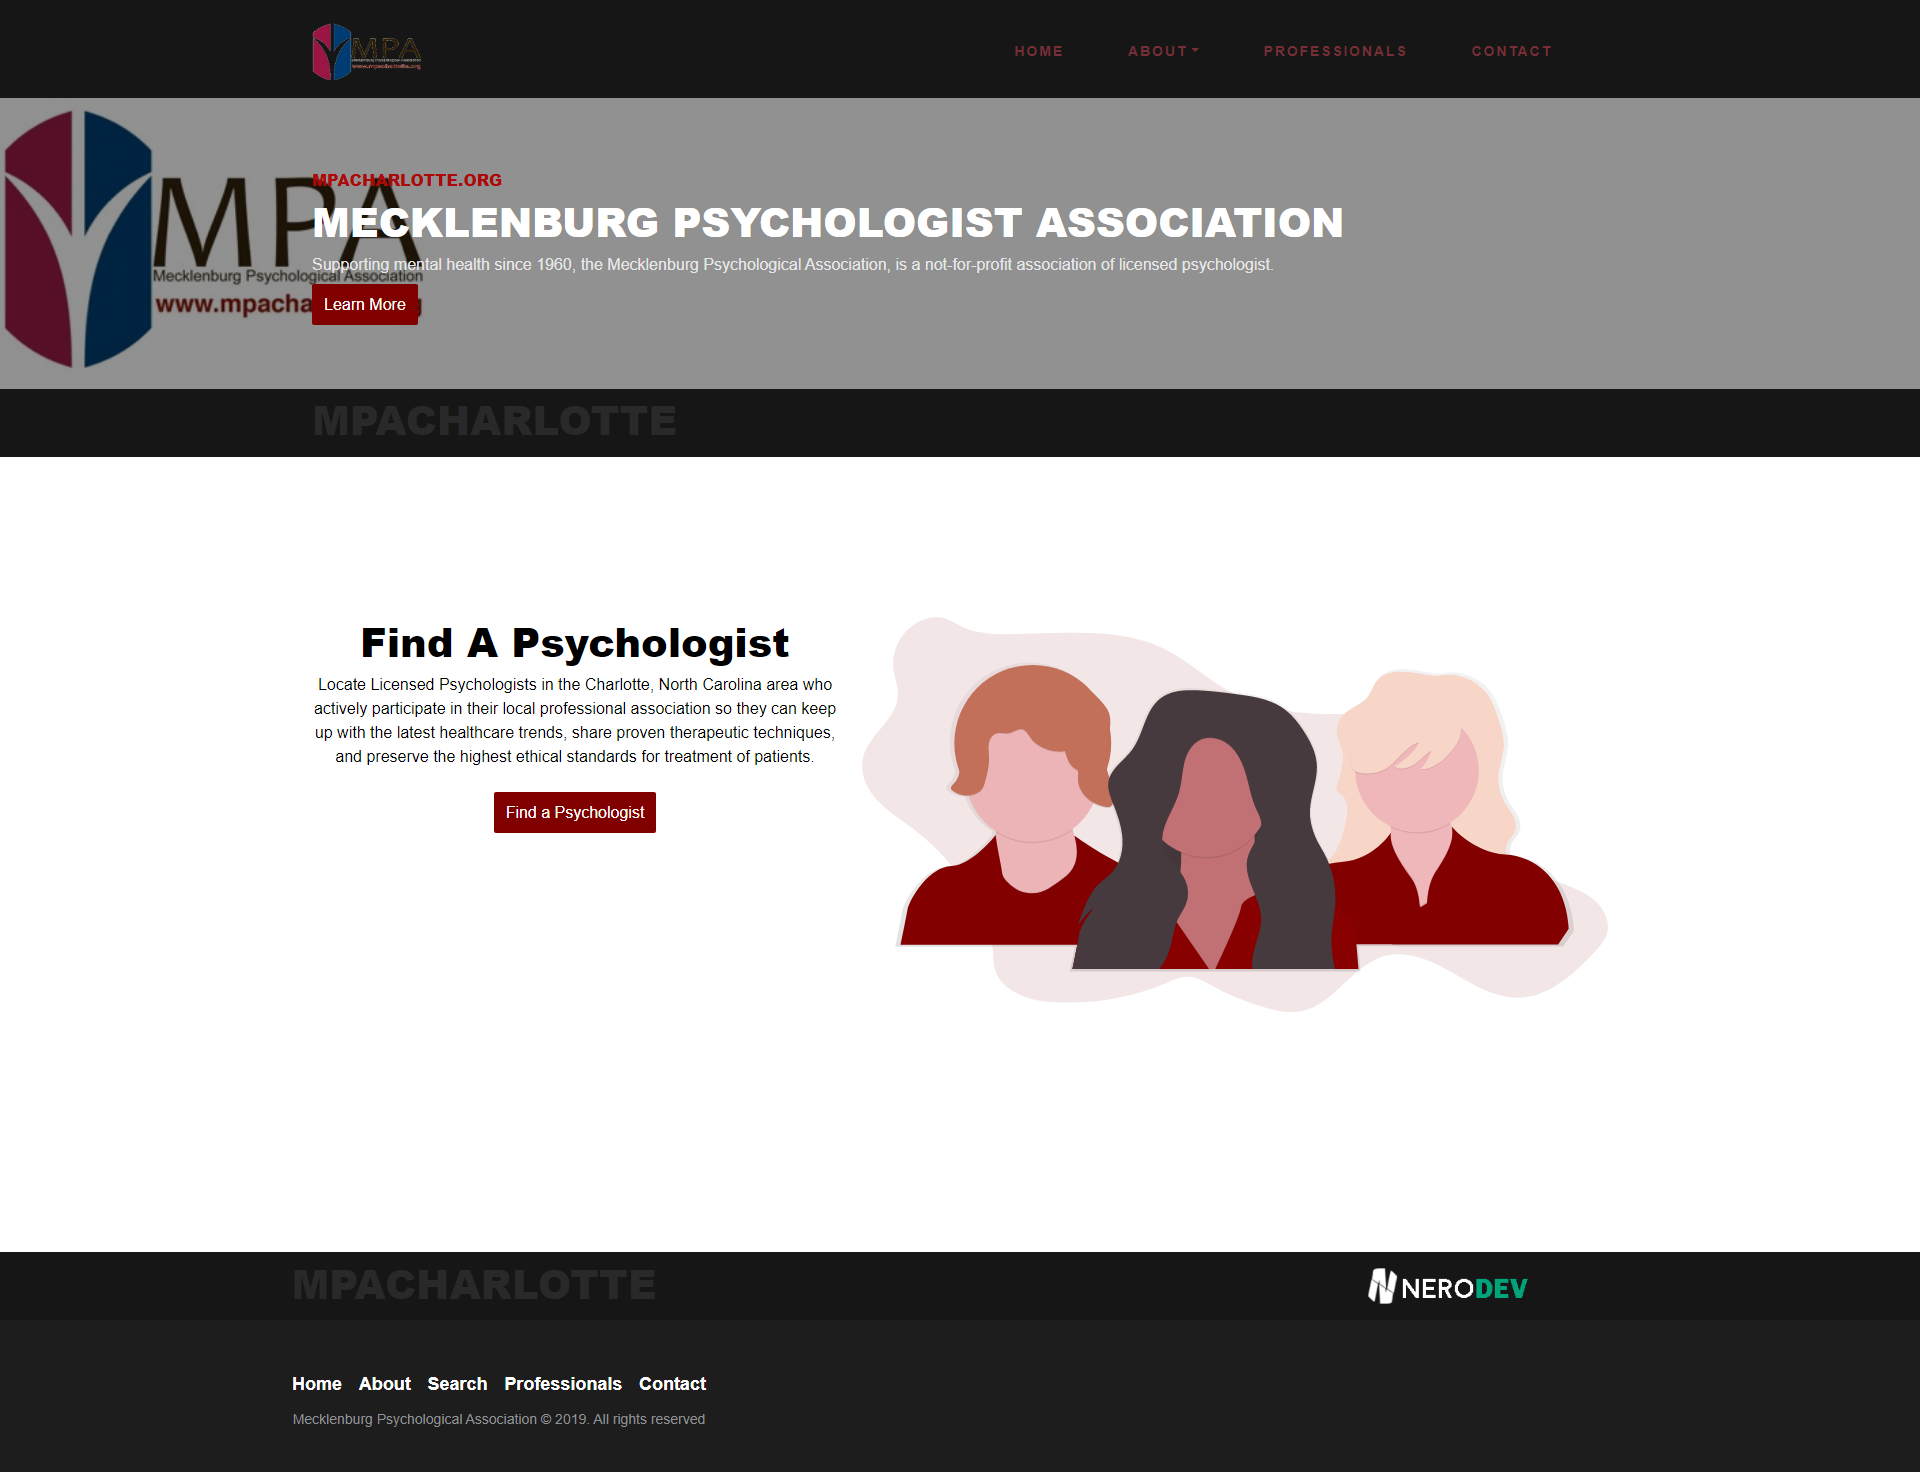 MPA
www.mpacharlotte.org
HOME
ABOUT
PROFESSIONALS
CONTACT
MPA
Mecklenburg Psychological Association
www.mpacha
MPACHARLOTTE.ORG
MECKLENBURG PSYCHOLOGIST ASSOCIATION
Supporting mental health since 1960, the Mecklenburg Psychological Association, is a not-for-profit association of licensed psychologist.
Learn More
MPACHARLOTTE
Find A Psychologist
Locate Licensed Psychologists in the Charlotte, North Carolina area who
actively participate in their local professional association so they can keep
up with the latest healthcare trends, share proven therapeutic techniques,
and preserve the highest ethical standards for treatment of patients.
Find a Psychologist
MPACHARLOTTE
NERODEV
Home About Search Professionals Contact
Mecklenburg Psychological Association © 2019. All rights reserved